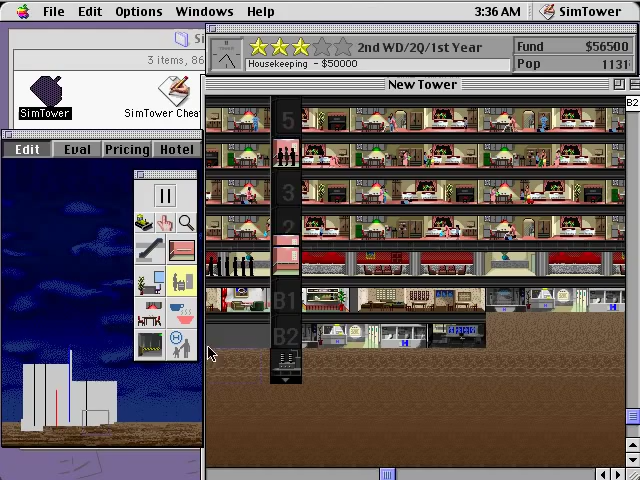 File Edit Options Windows Help 3:36 AM SimTower
3 items, 86
SimTower
SimTower Chea
2nd WD/2Q/1st Year
Fund $56500
Housekeeping - $50000
Pop 1131
New Tower
B2
Edit Eval Pricing Hotel
5
3
2
B1
B2
H
H
H